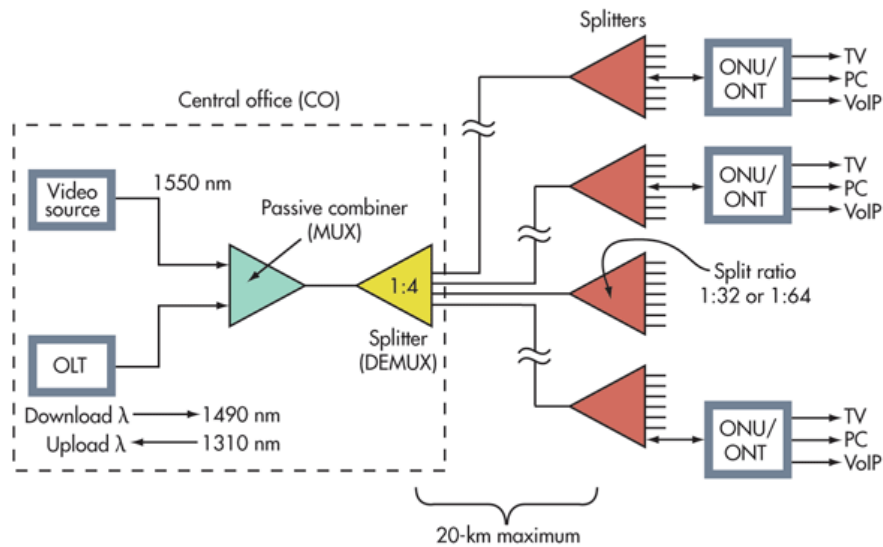 Splitters
ONU/
ONT
TV
PC
VoIP
Central office (CO)
Video
source
1550 nm
Passive combiner
(MUX)
ONU/
ONT
TV
PC
VoIP
1:4
Split ratio
1:32 or 1:64
Splitter
(DEMUX)
OLT
Download λ
1490 nm
Upload λ
1310 nm
ONU/
ONT
TV
PC
VoIP
20-km maximum